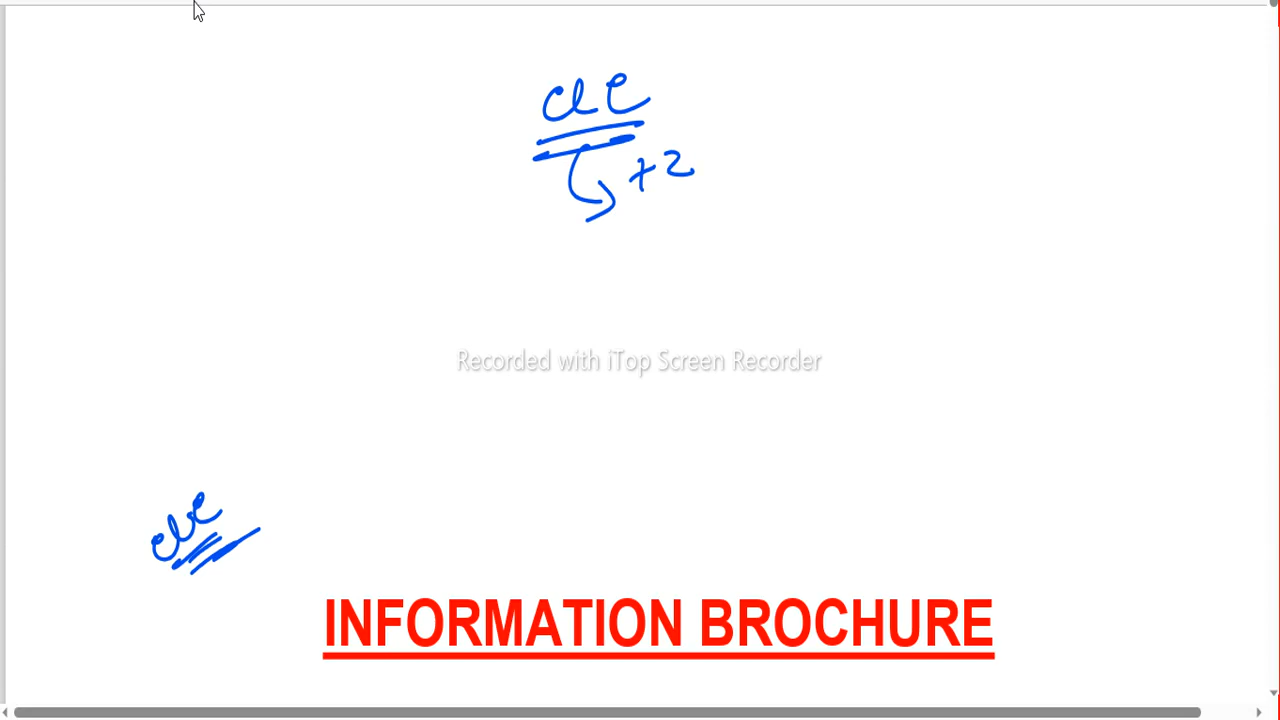 cle
+2
Recorded with iTop Screen Recorder
cle
INFORMATION BROCHURE